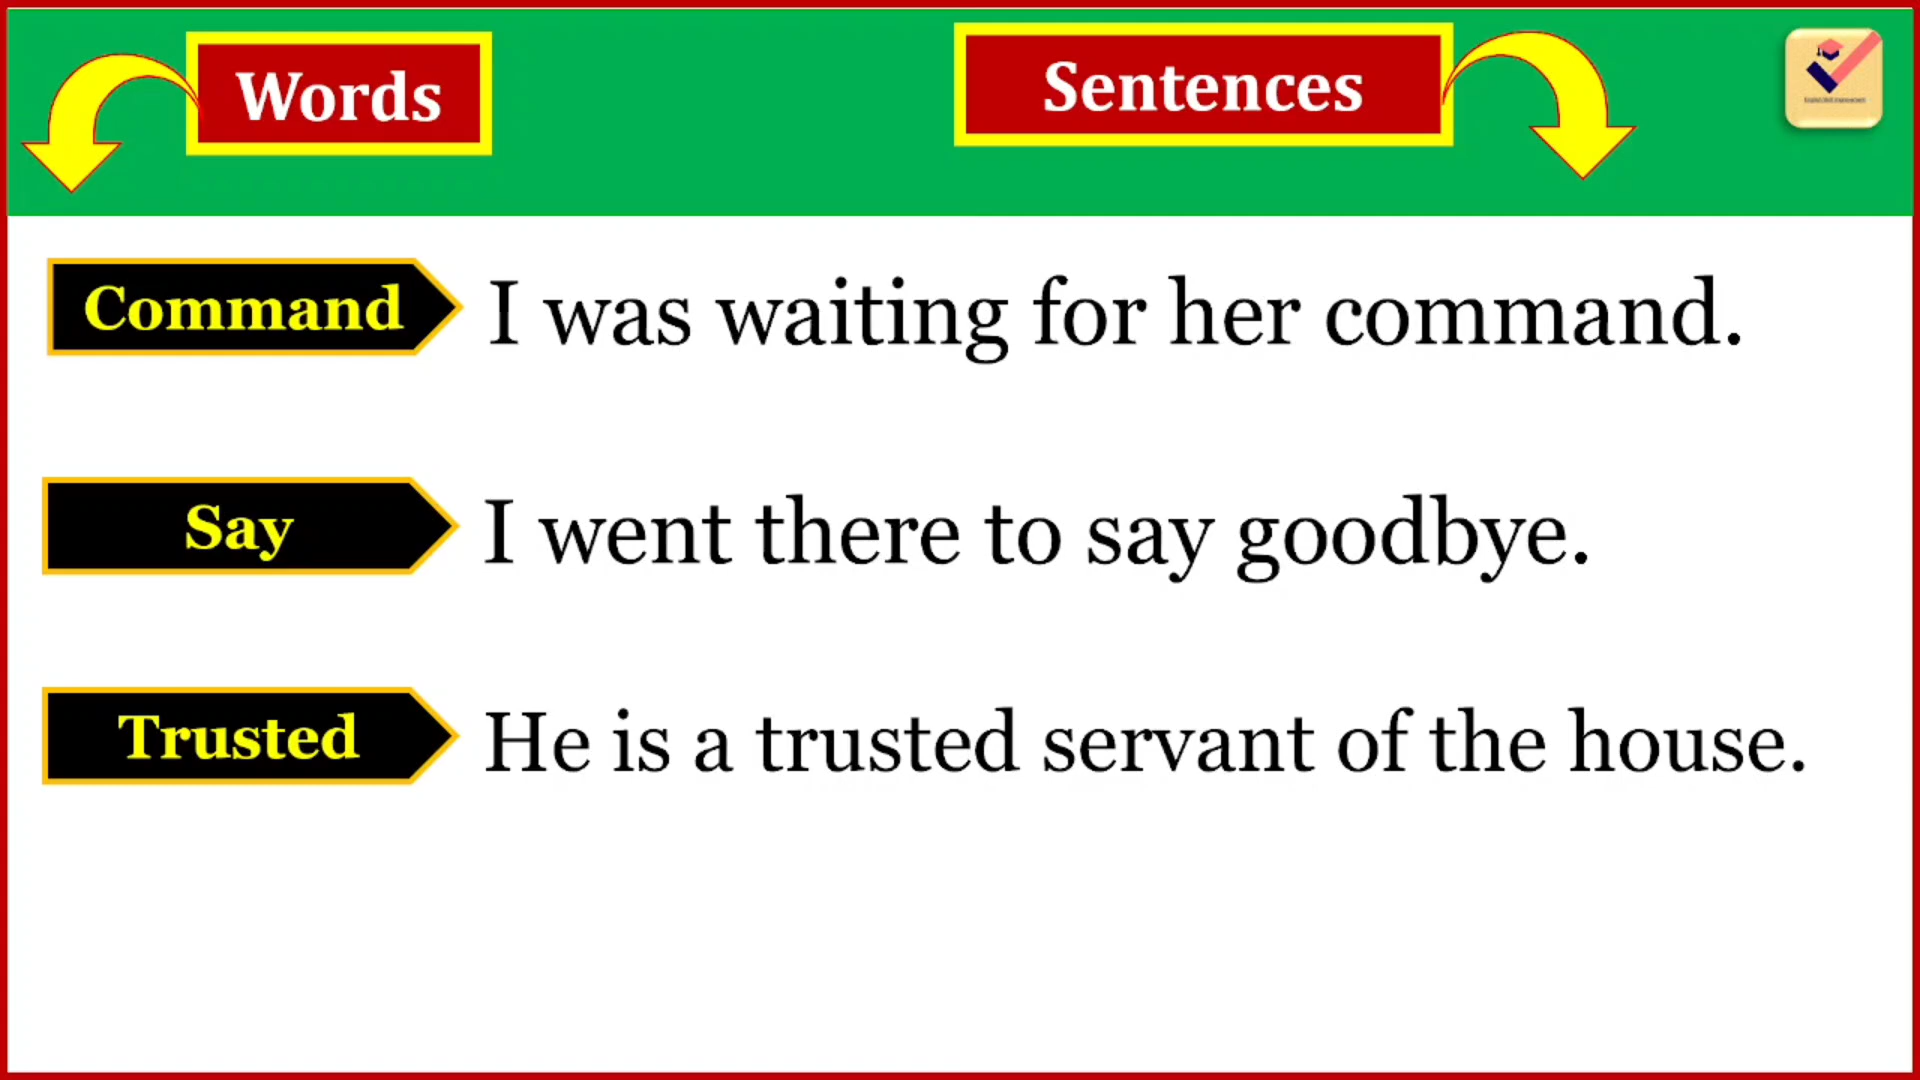 Words
Sentences
Command
I was waiting for her command.
Say
I went there to say goodbye.
Trusted
He is a trusted servant of the house.